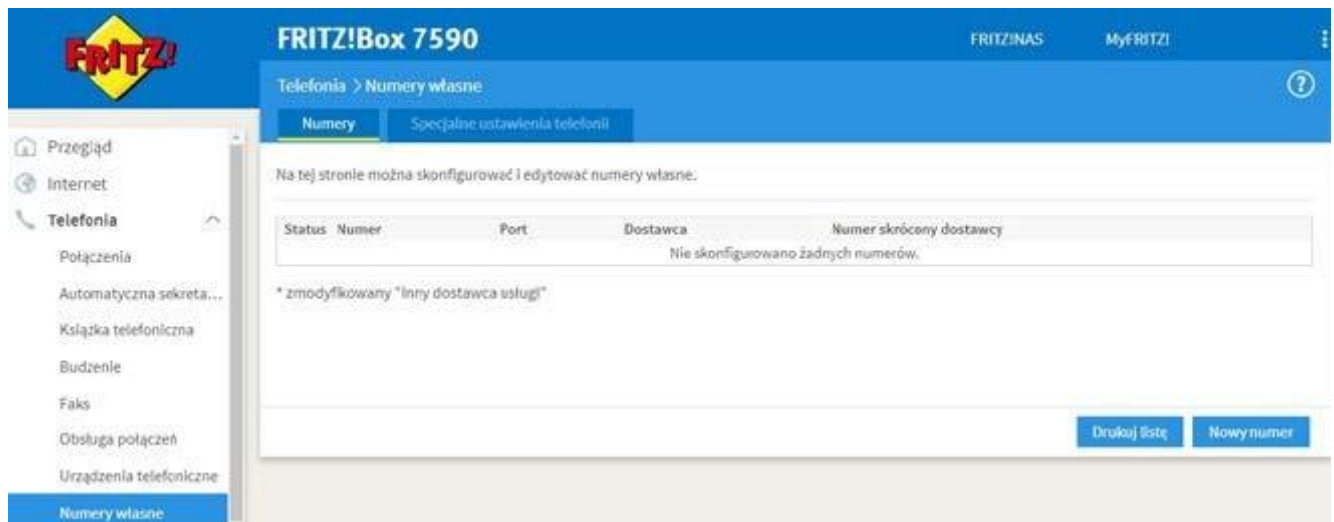 FRITZ!
FRITZ!Box 7590
FRITZ!NAS
MyFRITZ!
Telefonia > Numery własne
Numery
Specjalne ustawienia telefonii
Przegląd
Internet
Telefonia
Połączenia
Automatyczna sekreta...
Książka telefoniczna
Budzenie
Faks
Obsługa połączeń
Urządzenia telefoniczne
Numery własne
Na tej stronie można skonfigurować i edytować numery własne.
Status Numer Port Dostawca Numer skrócony dostawcy
Nie skonfigurowano żadnych numerów.
* zmodyfikowany "Inny dostawca usługi"
Drukuj listę
Nowy numer